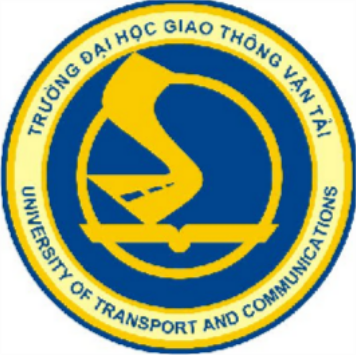 TRƯỜNG ĐẠI HỌC GIAO THÔNG VẬN TẢI
UNIVERSITY OF TRANSPORT AND COMMUNICATIONS